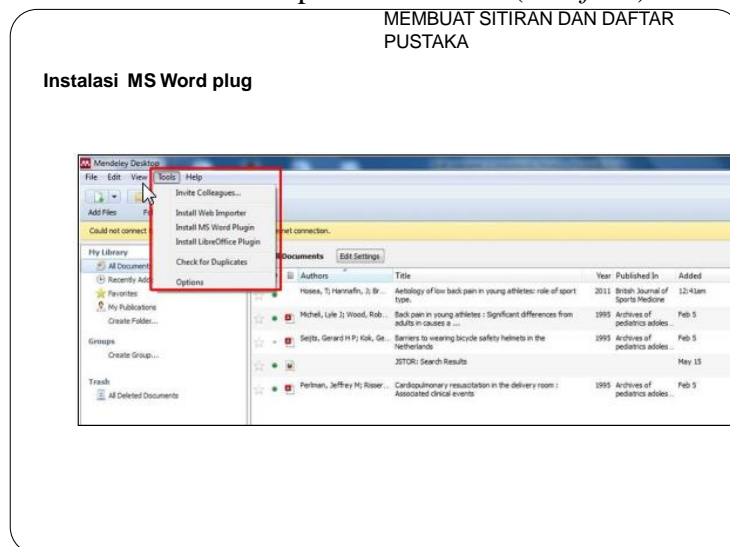 MEMBUAT SITIRAN DAN DAFTAR
PUSTAKA
Instalasi MS Word plug
Mendeley Desktop
File Edit View Tools Help
Invite Colleagues...
Install Web Importer
Install MS Word Plugin
Install LibreOffice Plugin
Check for Duplicates
Options
Add Files
Could not connect
net connection.
My Library
All Documents
Recently Add
Favorites
My Publications
Create Folder...
Groups
Create Group...
Trash
All Deleted Documents
Documents Edit Settings
Authors Title Year Published In Added
Hosea, T; Hannafin, J; Br... Aetiology of low back pain in young athletes: role of sport 2011 British Journal of 12:41am
type. Sports Medicine
Micheli, Lyle J; Wood, Rob... Back pain in young athletes : Significant differences from 1995 Archives of Feb 5
adults in causes a .... pediatrics adoles...
Seijts, Gerard H P; Kok, Ge... Barriers to wearing bicycle safety helmets in the 1995 Archives of Feb 5
Netherlands pediatrics adoles...
JSTOR: Search Results May 15
Perlman, Jeffrey M; Risser... Cardiopulmonary resuscitation in the delivery room : 1995 Archives of Feb 5
Associated clinical events pediatrics adoles...